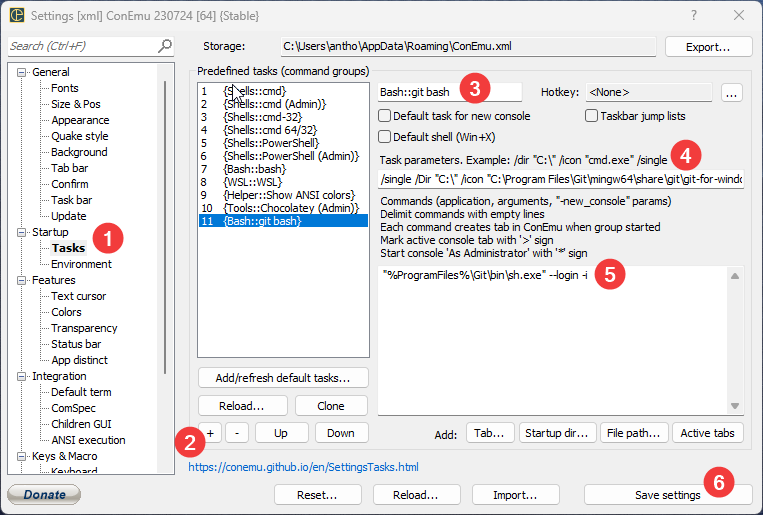 Settings [xml] ConEmu 230724 [64] {Stable}
? 
Search (Ctrl+F)
Storage:
C:\Users\antho\AppData\Roaming\ConEmu.xml
Export...
General
Fonts
Size & Pos
Appearance
Quake style
Background
Tab bar
Confirm
Task bar
Update
Startup
Tasks
1
Environment
Features
Text cursor
Colors
Transparency
Status bar
App distinct
Integration
Default term
ComSpec
Children GUI
ANSI execution
Keys & Macro
Keyboard
Predefined tasks (command groups)
1 {Shells::cmd}
2 {Shells::cmd (Admin)}
3 {Shells::cmd-32}
4 {Shells::cmd 64/32}
5 {Shells::PowerShell}
6 {Shells::PowerShell (Admin)}
7 {Bash::bash}
8 {WSL::WSL}
9 {Helper::Show ANSI colors}
10 {Tools::Chocolatey (Admin)}
11 {Bash::git bash}
Add/refresh default tasks...
Reload...
Clone
2
+
-
Up
Down
Bash::git bash
3
Hotkey:
<None>
...
Default task for new console
Taskbar jump lists
Default shell (Win+X)
Task parameters. Example: /dir "C:\" /icon "cmd.exe" /single
4
/single /Dir "C:\" /icon "C:\Program Files\Git\mingw64\share\git\git-for-windo
Commands (application, arguments, "-new_console" params)
Delimit commands with empty lines
Each command creates tab in ConEmu when group started
Mark active console tab with '>' sign
Start console 'As Administrator' with '*' sign
"%ProgramFiles%\Git\bin\sh.exe" --login -i
5
Add:
Tab...
Startup dir...
File path...
Active tabs
https://conemu.github.io/en/SettingsTasks.html
Donate
Reset...
Reload...
Import...
Save settings
6